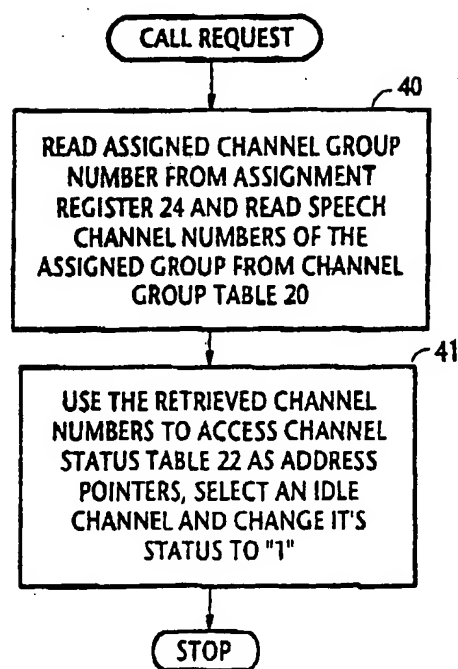 CALL REQUEST
40
READ ASSIGNED CHANNEL GROUP
NUMBER FROM ASSIGNMENT
REGISTER 24 AND READ SPEECH
CHANNEL NUMBERS OF THE
ASSIGNED GROUP FROM CHANNEL
GROUP TABLE 20
41
USE THE RETRIEVED CHANNEL
NUMBERS TO ACCESS CHANNEL
STATUS TABLE 22 AS ADDRESS
POINTERS, SELECT AN IDLE
CHANNEL AND CHANGE IT'S
STATUS TO "1"
STOP